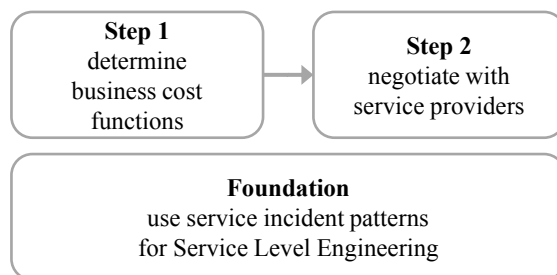 Step 1
determine
business cost
functions
Step 2
negotiate with
service providers
Foundation
use service incident patterns
for Service Level Engineering